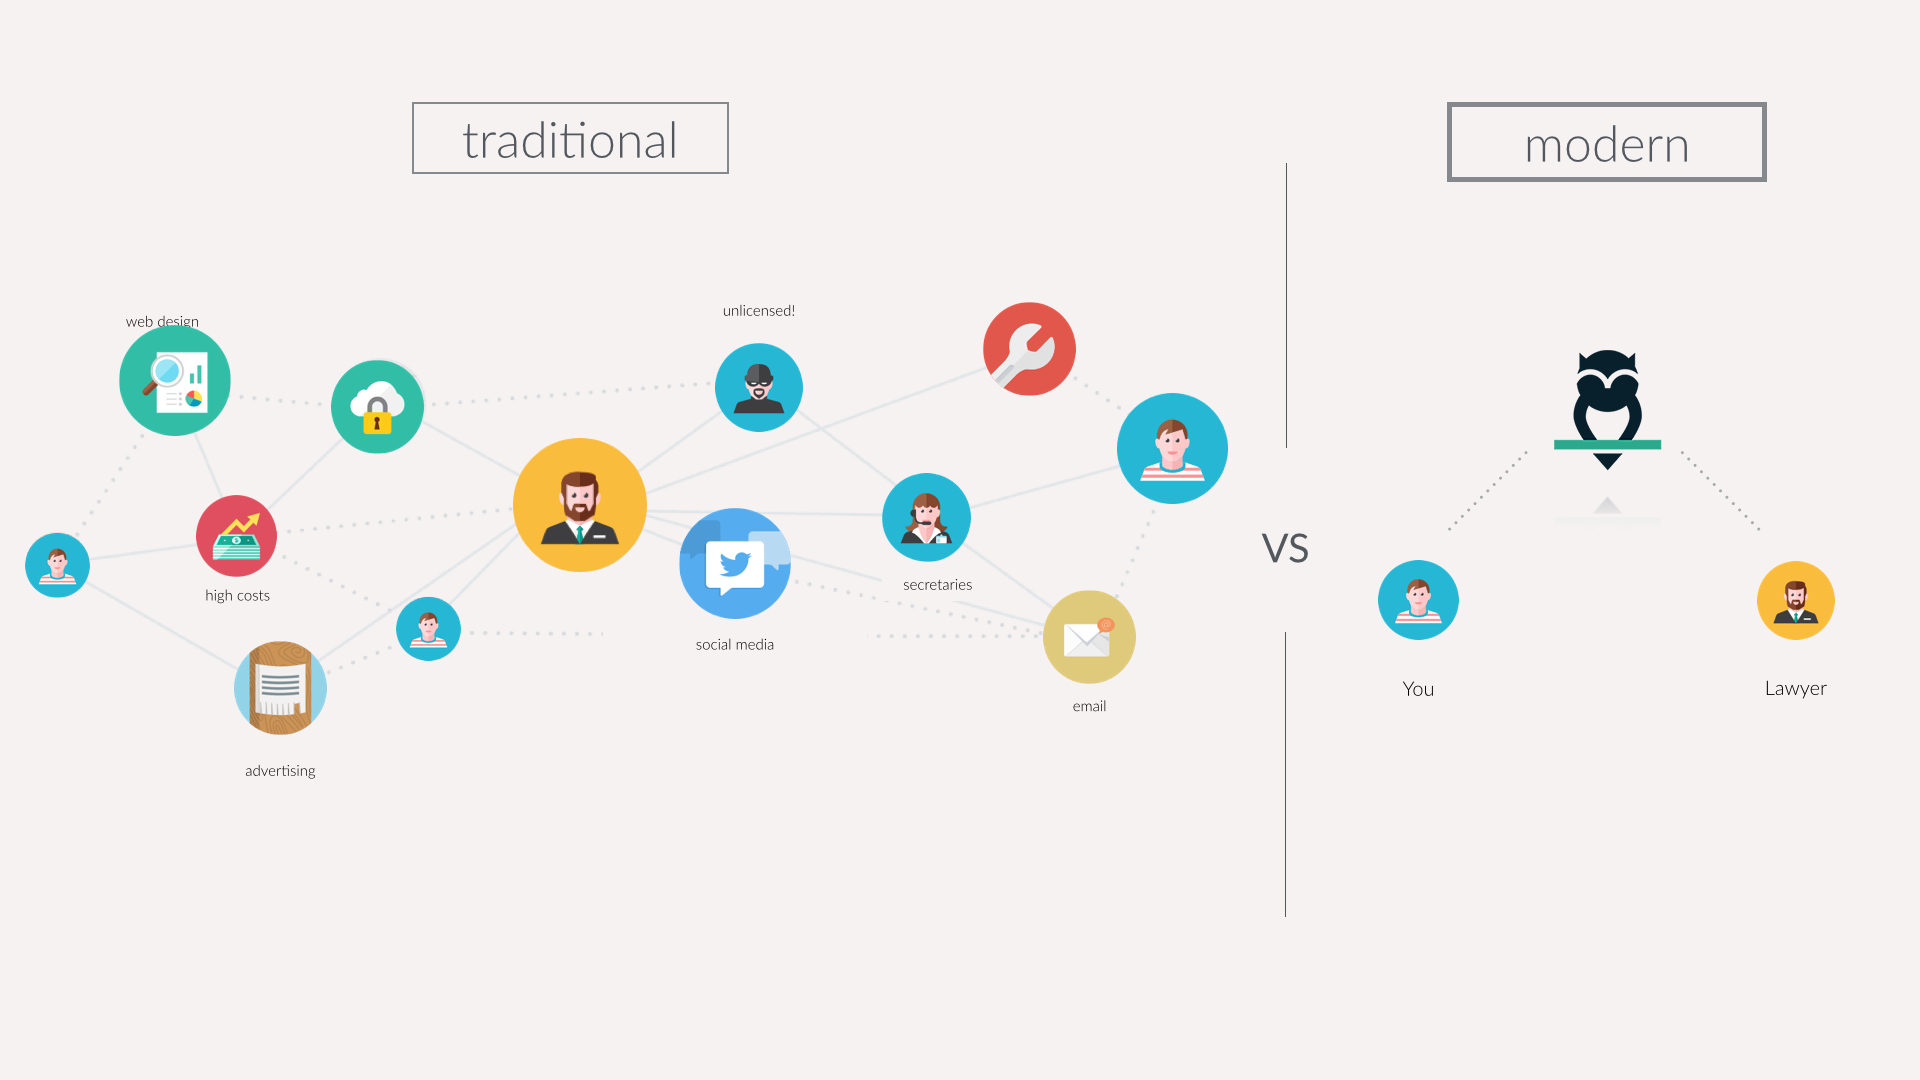 traditional
modern
web design
unlicensed!
high costs
secretaries
social media
email
advertising
VS
You
Lawyer